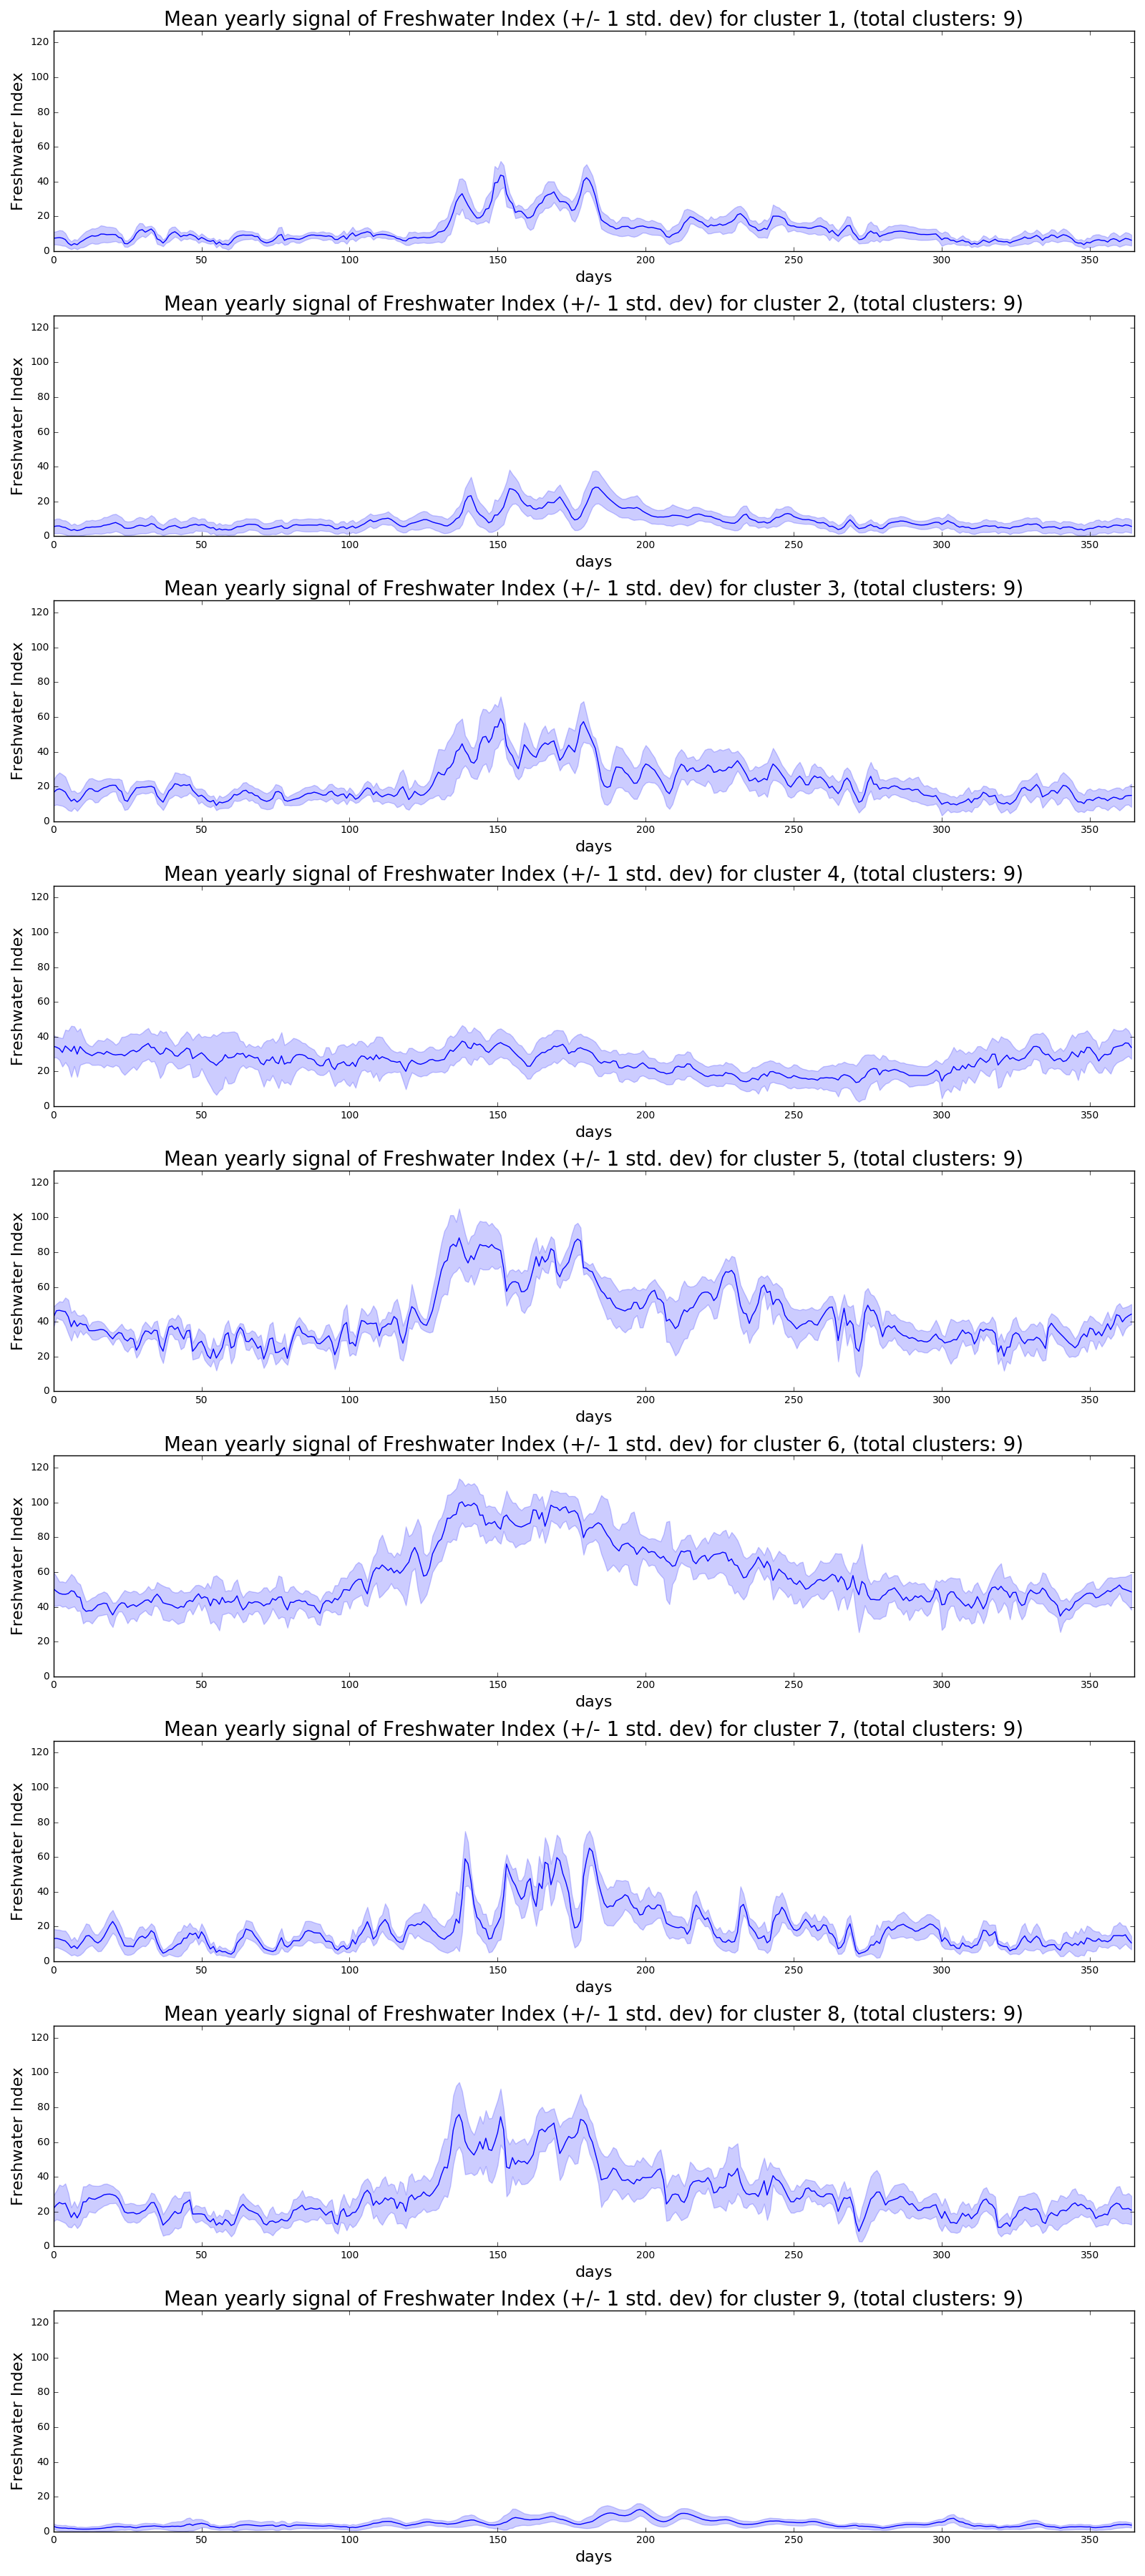 Mean yearly signal of Freshwater Index (+/- 1 std. dev) for cluster 1, (total clusters: 9)
120
100
80
60
40
20
0
Freshwater Index
0 50 100 150 200 250 300 350
days
Mean yearly signal of Freshwater Index (+/- 1 std. dev) for cluster 2, (total clusters: 9)
120
100
80
60
40
20
0
Freshwater Index
0 50 100 150 200 250 300 350
days
Mean yearly signal of Freshwater Index (+/- 1 std. dev) for cluster 3, (total clusters: 9)
120
100
80
60
40
20
0
Freshwater Index
0 50 100 150 200 250 300 350
days
Mean yearly signal of Freshwater Index (+/- 1 std. dev) for cluster 4, (total clusters: 9)
120
100
80
60
40
20
0
Freshwater Index
0 50 100 150 200 250 300 350
days
Mean yearly signal of Freshwater Index (+/- 1 std. dev) for cluster 5, (total clusters: 9)
120
100
80
60
40
20
0
Freshwater Index
0 50 100 150 200 250 300 350
days
Mean yearly signal of Freshwater Index (+/- 1 std. dev) for cluster 6, (total clusters: 9)
120
100
80
60
40
20
0
Freshwater Index
0 50 100 150 200 250 300 350
days
Mean yearly signal of Freshwater Index (+/- 1 std. dev) for cluster 7, (total clusters: 9)
120
100
80
60
40
20
0
Freshwater Index
0 50 100 150 200 250 300 350
days
Mean yearly signal of Freshwater Index (+/- 1 std. dev) for cluster 8, (total clusters: 9)
120
100
80
60
40
20
0
Freshwater Index
0 50 100 150 200 250 300 350
days
Mean yearly signal of Freshwater Index (+/- 1 std. dev) for cluster 9, (total clusters: 9)
120
100
80
60
40
20
0
Freshwater Index
0 50 100 150 200 250 300 350
days